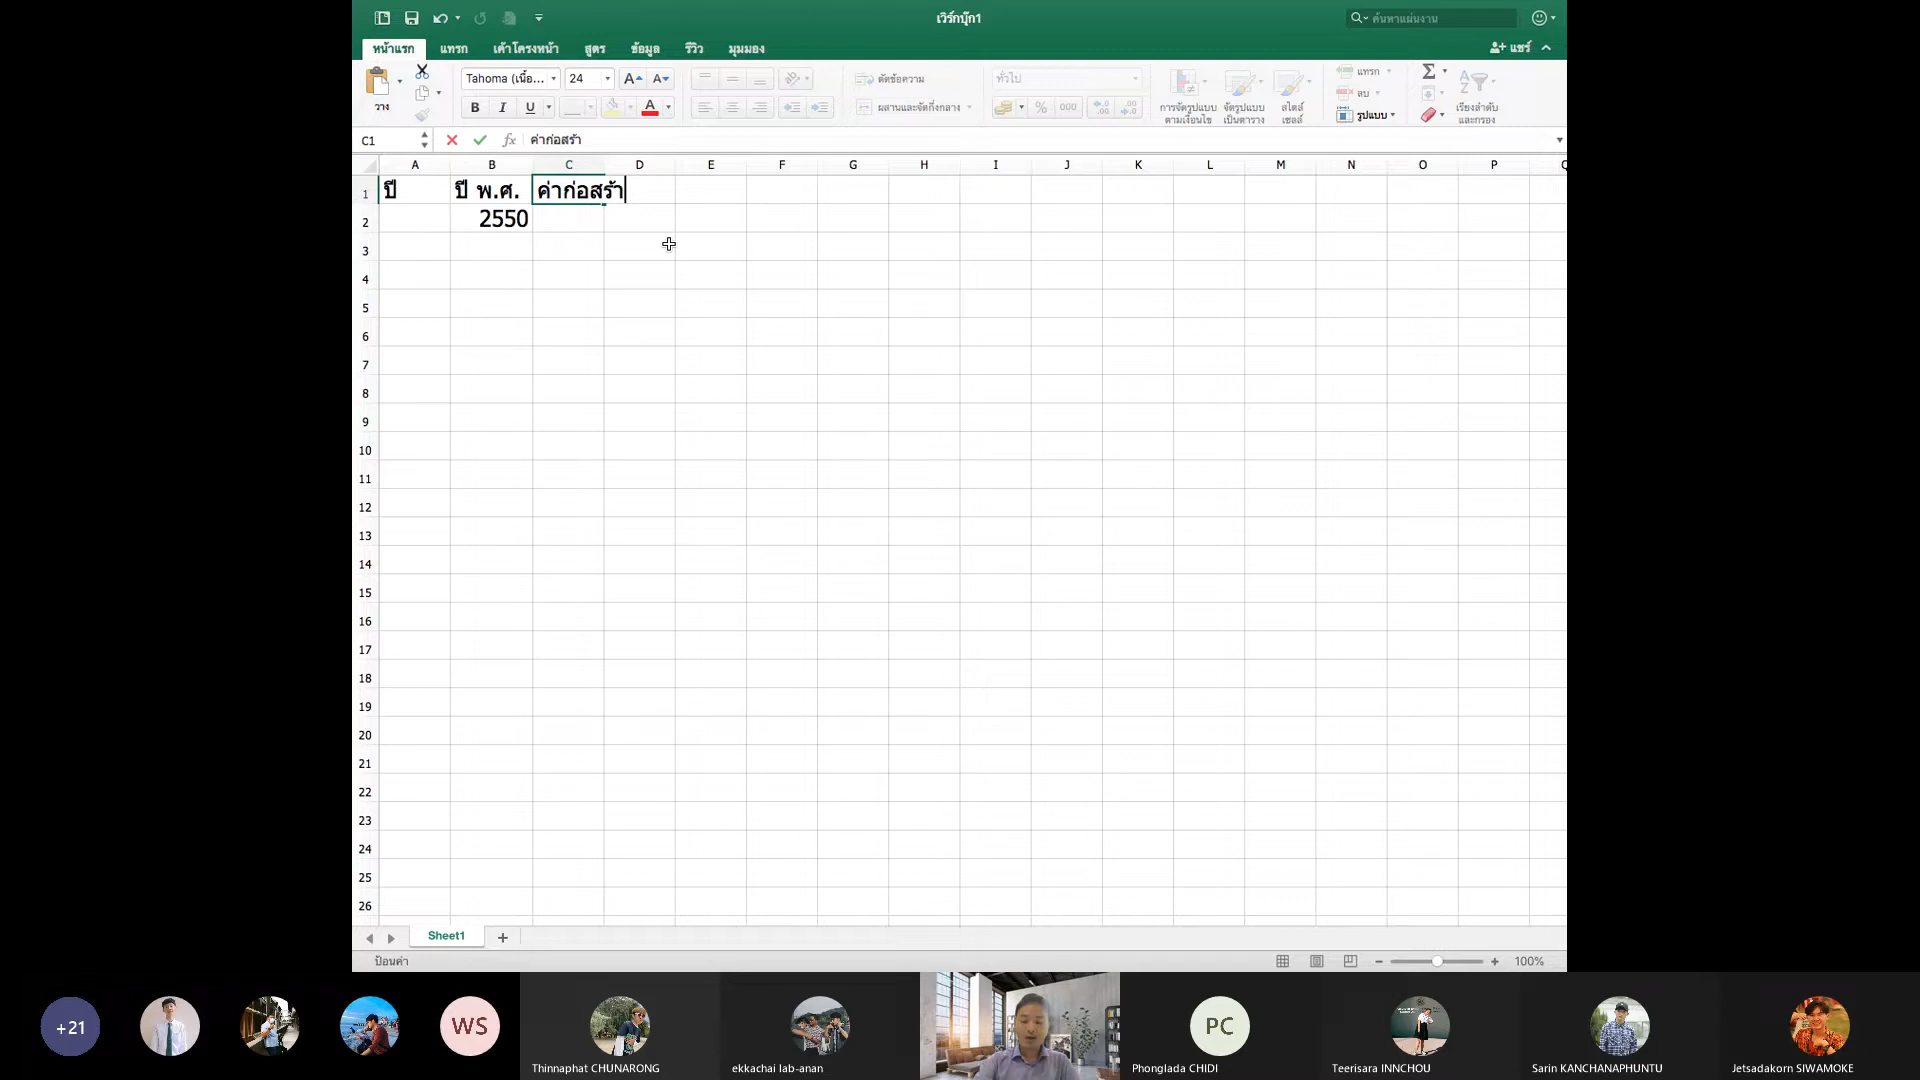 เวิร์กบุ๊ก1
ค้นหาแผ่นงาน
หน้าแรก แทรก เค้าโครงหน้า สูตร ข้อมูล รีวิว มุมมอง
แชร์
วาง
Tahoma (เนื้อ... 24
ตัดข้อความ
ทั่วไป
ผสานและจัดกึ่งกลาง
การจัดรูปแบบ
ตามเงื่อนไข
จัดรูปแบบ
เป็นตาราง
สไตล์
เซลล์
แทรก
ลบ
รูปแบบ
เรียงลำดับ
และกรอง
C1 fx ค่าก่อสร้า
A B C D E F G H I J K L M N O P Q
1 ปี ปี พ.ศ. ค่าก่อสร้า
2 2550
3
4
5
6
7
8
9
10
11
12
13
14
15
16
17
18
19
20
21
22
23
24
25
26
Sheet1
ป้อนค่า
100%
+21
WS
PC
Thinnaphat CHUNARONG
ekkachai lab-anan
Phonglada CHIDI
Teerisara INNCHOU
Sarin KANCHANAPHUNTU
Jetsadakorn SIWAMOKE